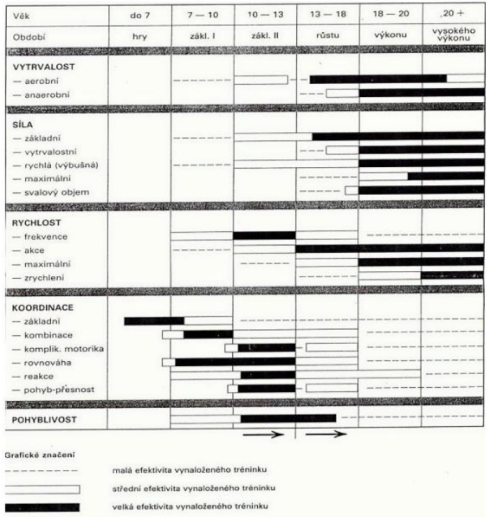 Věk do 7 7 — 10 10 — 13 13 — 18 18 — 20 20 +
Období hry zákl. I zákl. II růstu výkonu vysokého výkonu
VYTRVALOST
— aerobní
— anaerobní
SÍLA
— základní
— vytrvalostní
— rychlá (výbušná)
— maximální
— svalový objem
RYCHLOST
— frekvence
— akce
— maximální
— zrychlení
KOORDINACE
— základní
— kombinace
— komplik. motorika
— rovnováha
— reakce
— pohyb-přesnost
POHYBLIVOST
Grafické značení
malá efektivita vynaloženého tréninku
střední efektivita vynaloženého tréninku
velká efektivita vynaloženého tréninku